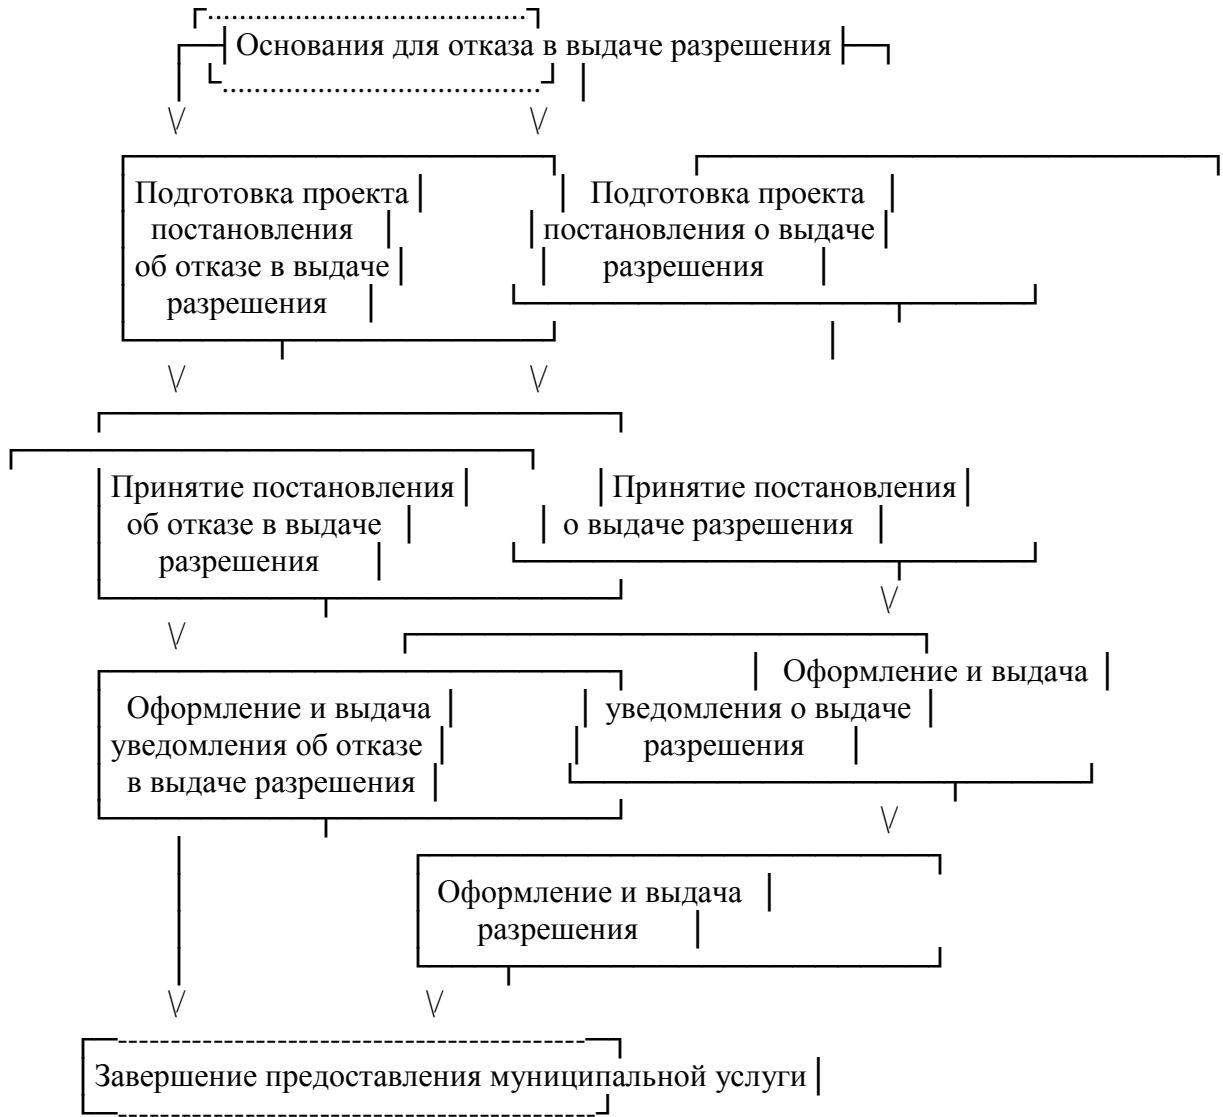 Основания для отказа в выдаче разрешения
Подготовка проекта
постановления
об отказе в выдаче
разрешения
Подготовка проекта
постановления о выдаче
разрешения
Принятие постановления
об отказе в выдаче
разрешения
Принятие постановления
о выдаче разрешения
Оформление и выдача
уведомления об отказе
в выдаче разрешения
Оформление и выдача
уведомления о выдаче
разрешения
Оформление и выдача
разрешения
Завершение предоставления муниципальной услуги